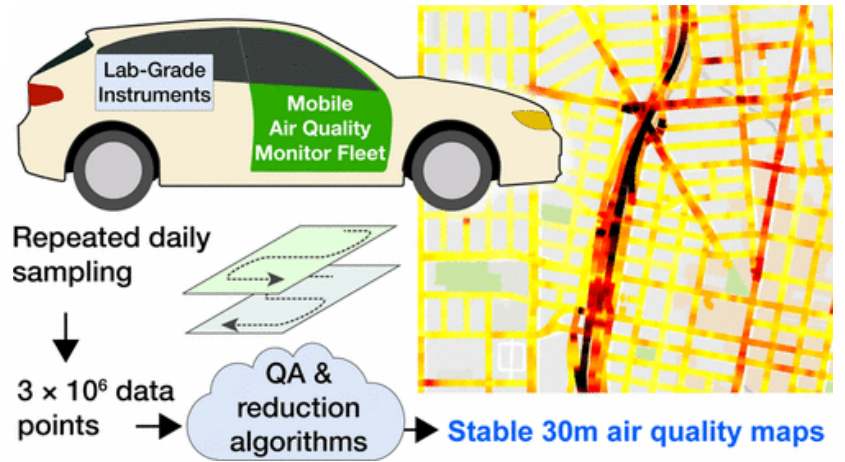 Lab-Grade
Instruments
Mobile
Air Quality
Monitor Fleet
Repeated daily
sampling
3 × 10⁶ data
points
QA &
reduction
algorithms
Stable 30m air quality maps